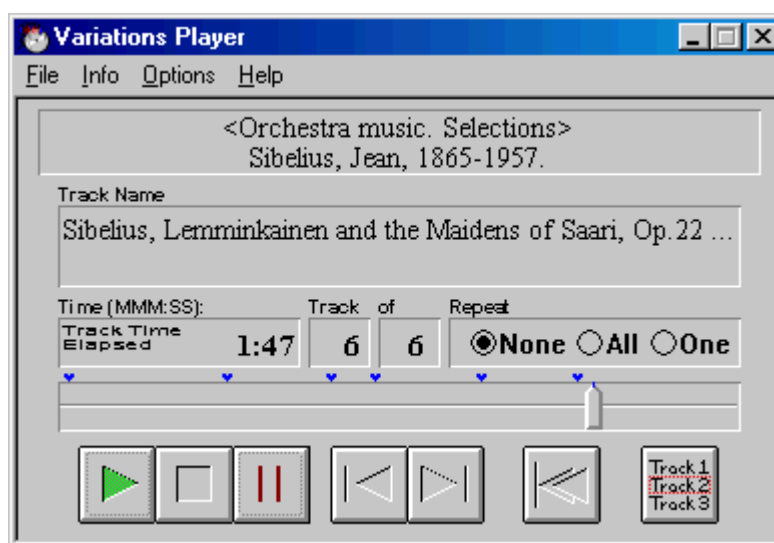 Variations Player
File Info Options Help
<Orchestra music. Selections>
Sibelius, Jean, 1865-1957.
Track Name
Sibelius, Lemminkainen and the Maidens of Saari, Op.22 ...
Time (MMM:SS): Track of Repeat
Track Time
Elapsed 1:47 6 6 None All One
Track 1
Track 2
Track 3